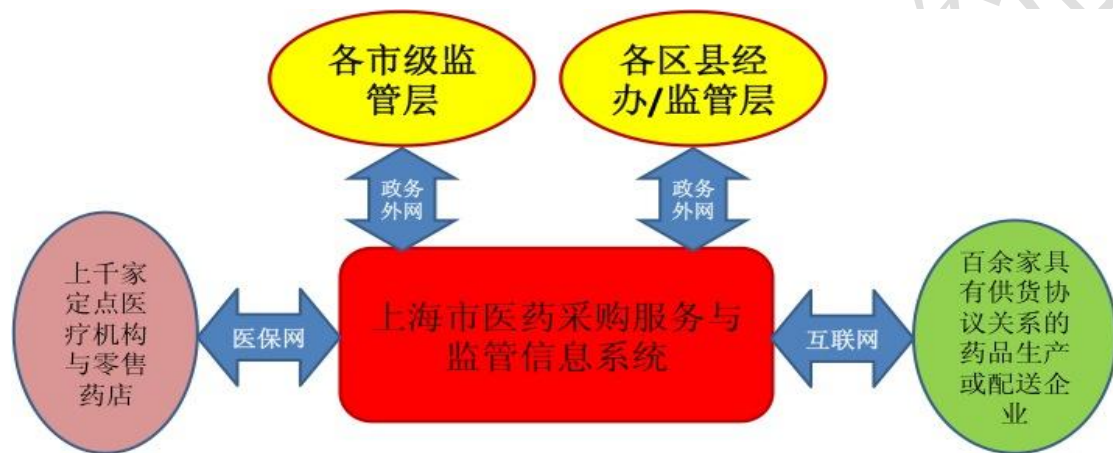 各市级监
管层
各区县经
办/监管层
政务
外网
政务
外网
上千家
定点医
疗机构
与零售
药店
医保网
上海市医药采购服务与
监管信息系统
互联网
百余家具
有供货协
议关系的
药品生产
或配送企
业